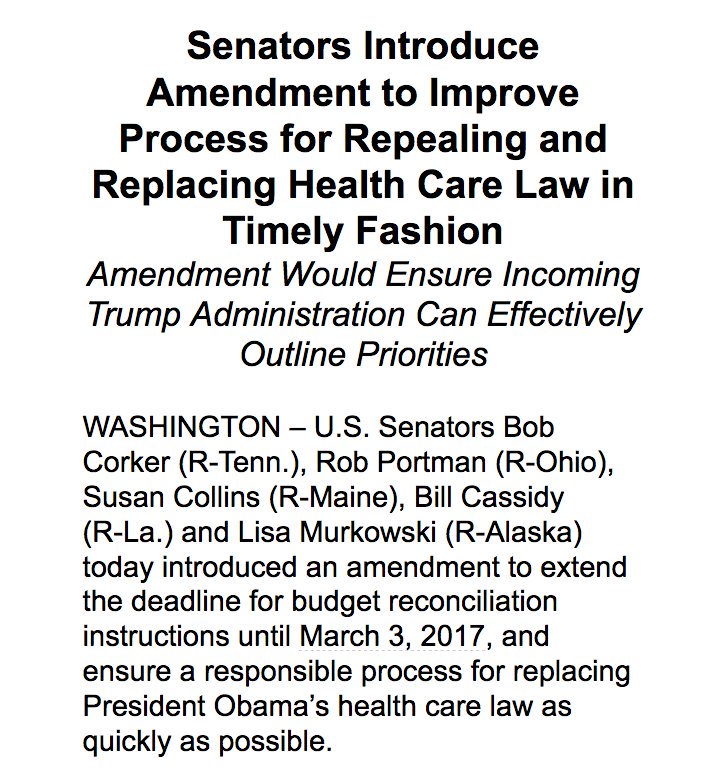 Senators Introduce
Amendment to Improve
Process for Repealing and
Replacing Health Care Law in
Timely Fashion
Amendment Would Ensure Incoming
Trump Administration Can Effectively
Outline Priorities
WASHINGTON – U.S. Senators Bob
Corker (R-Tenn.), Rob Portman (R-Ohio),
Susan Collins (R-Maine), Bill Cassidy
(R-La.) and Lisa Murkowski (R-Alaska)
today introduced an amendment to extend
the deadline for budget reconciliation
instructions until March 3, 2017, and
ensure a responsible process for replacing
President Obama’s health care law as
quickly as possible.